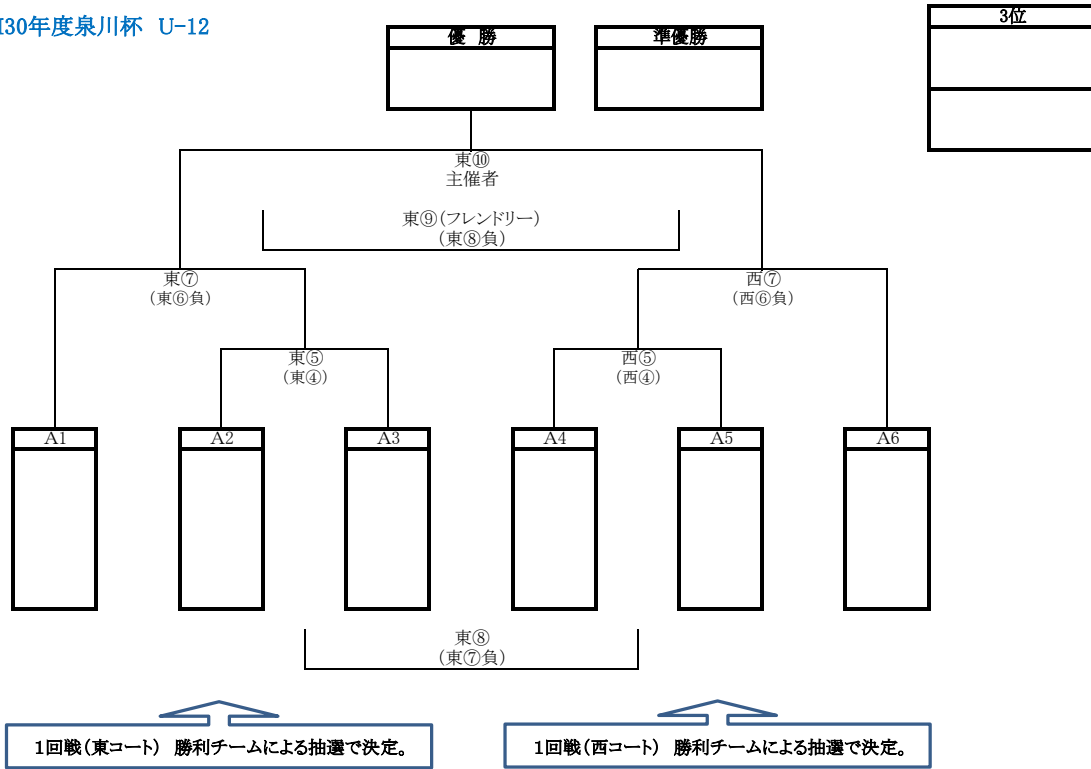 30年度泉川杯 U-12
3位
優 勝
準優勝
東⑩
主催者
東⑨(フレンドリー)
(東⑧負)
東⑦
(東⑥負)
西⑦
(西⑥負)
東⑤
(東④)
西⑤
(西④)
A1
A2
A3
A4
A5
A6
東⑧
(東⑦負)
1回戦(東コート) 勝利チームによる抽選で決定。
1回戦(西コート) 勝利チームによる抽選で決定。